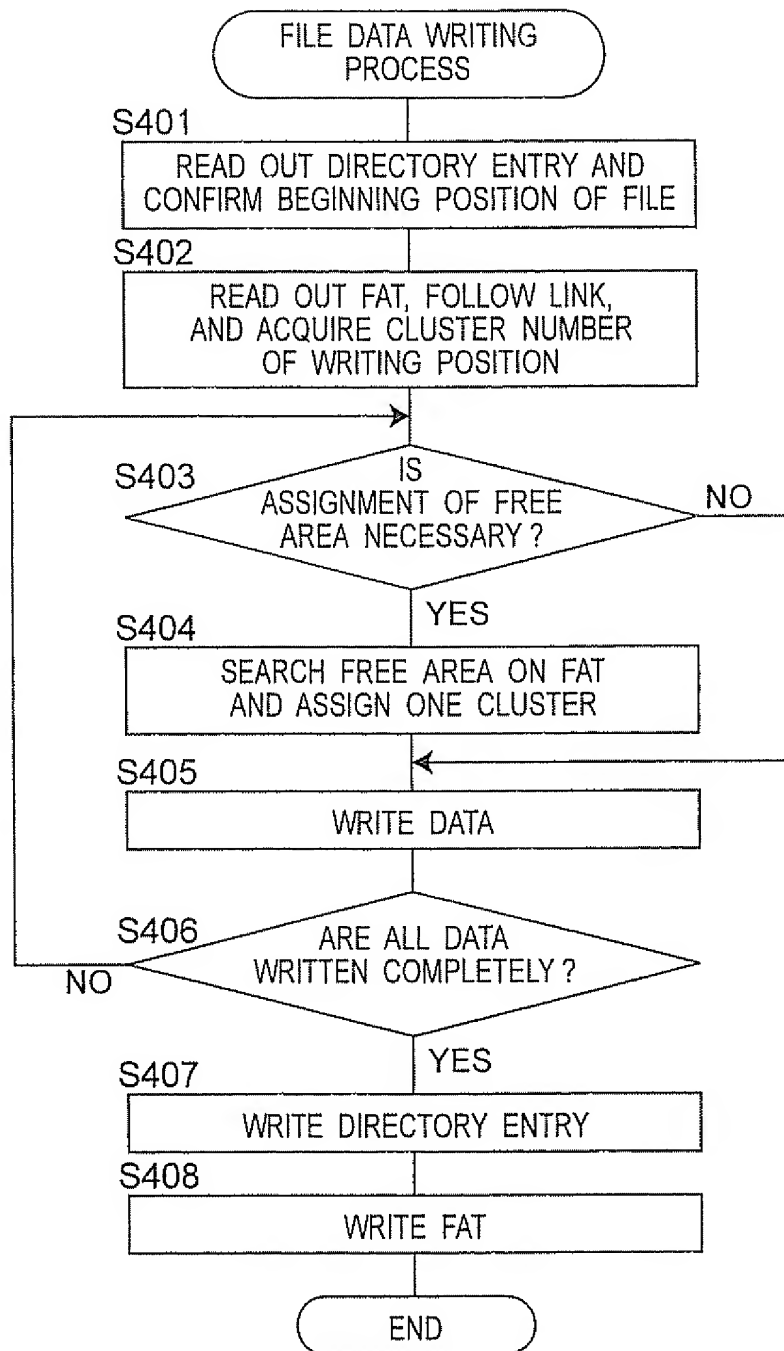 FILE DATA WRITING
PROCESS
S401
READ OUT DIRECTORY ENTRY AND
CONFIRM BEGINNING POSITION OF FILE
S402
READ OUT FAT, FOLLOW LINK,
AND ACQUIRE CLUSTER NUMBER
OF WRITING POSITION
S403
IS
ASSIGNMENT OF FREE
AREA NECESSARY?
NO
YES
S404
SEARCH FREE AREA ON FAT
AND ASSIGN ONE CLUSTER
S405
WRITE DATA
S406
ARE ALL DATA
WRITTEN COMPLETELY?
NO
YES
S407
WRITE DIRECTORY ENTRY
S408
WRITE FAT
END